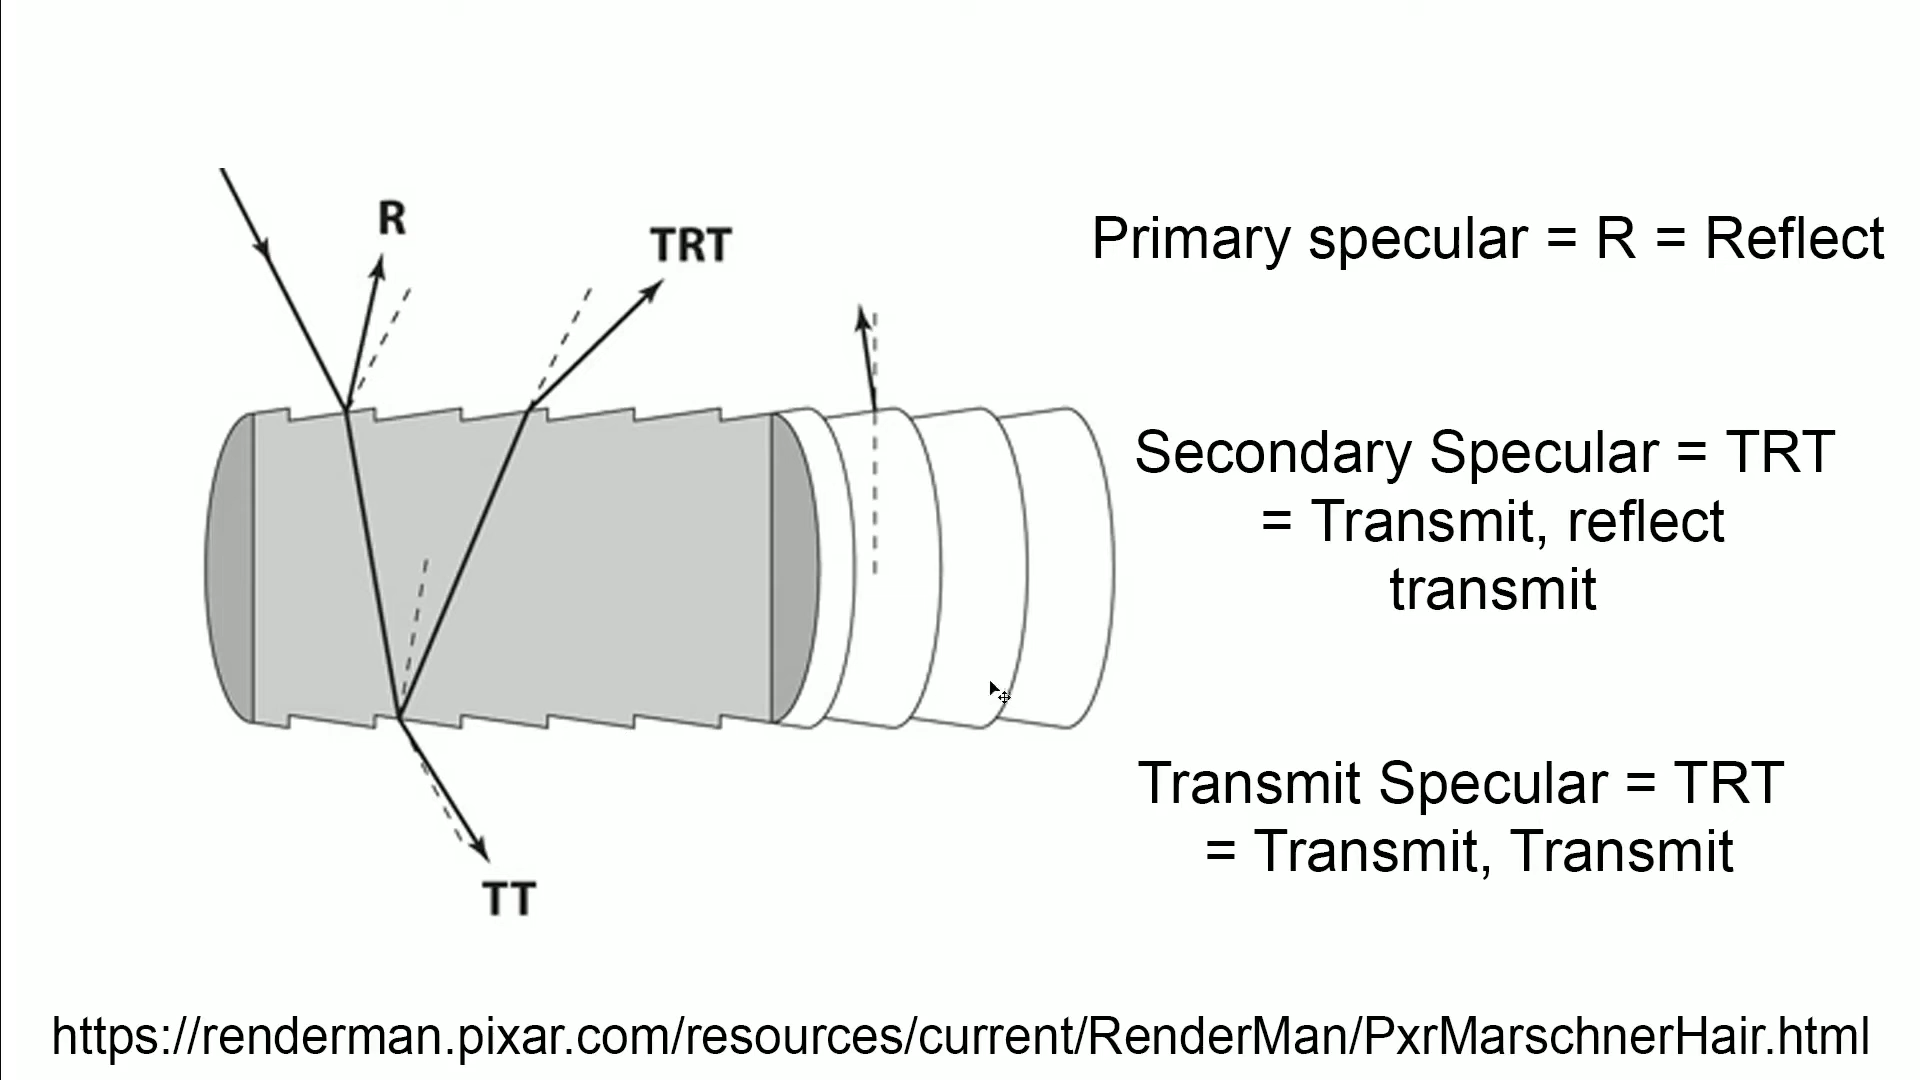 R
TRT
TT
Primary specular = R = Reflect
Secondary Specular = TRT
= Transmit, reflect
transmit
Transmit Specular = TRT
= Transmit, Transmit
https://renderman.pixar.com/resources/current/RenderMan/PxrMarschnerHair.html